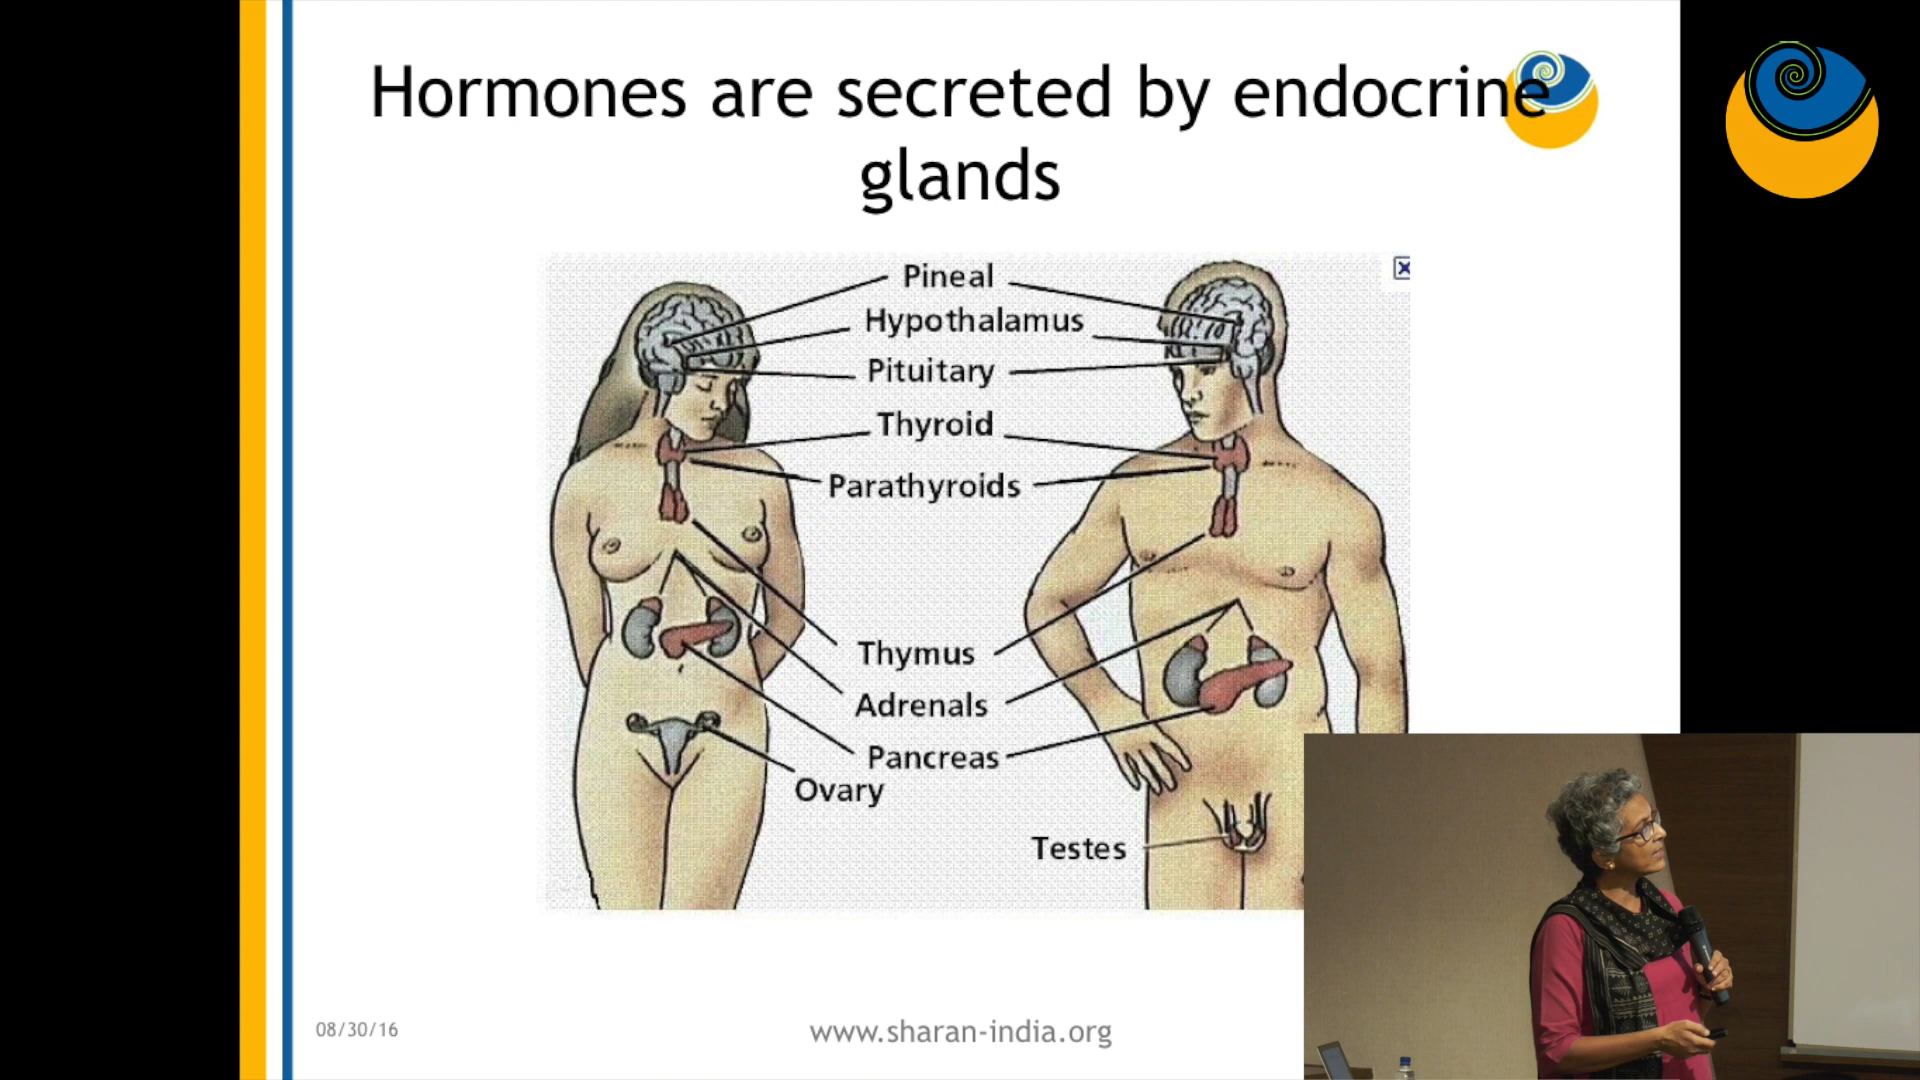 Hormones are secreted by endocrine
glands
Pineal
Hypothalamus
Pituitary
Thyroid
Parathyroids
Thymus
Adrenals
Pancreas
Ovary
Testes
08/30/16
www.sharan-india.org